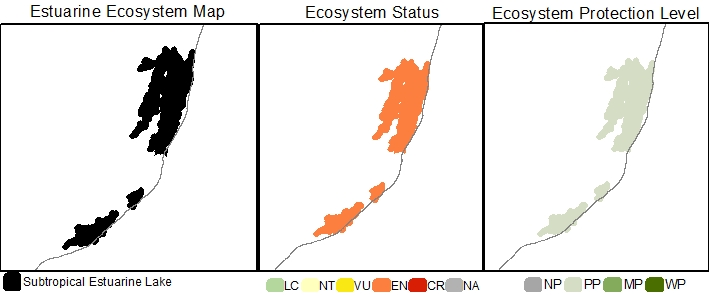 Estuarine Ecosystem Map
Ecosystem Status
Ecosystem Protection Level
Subtropical Estuarine Lake
LC NT VU EN CR NA
NP PP MP WP